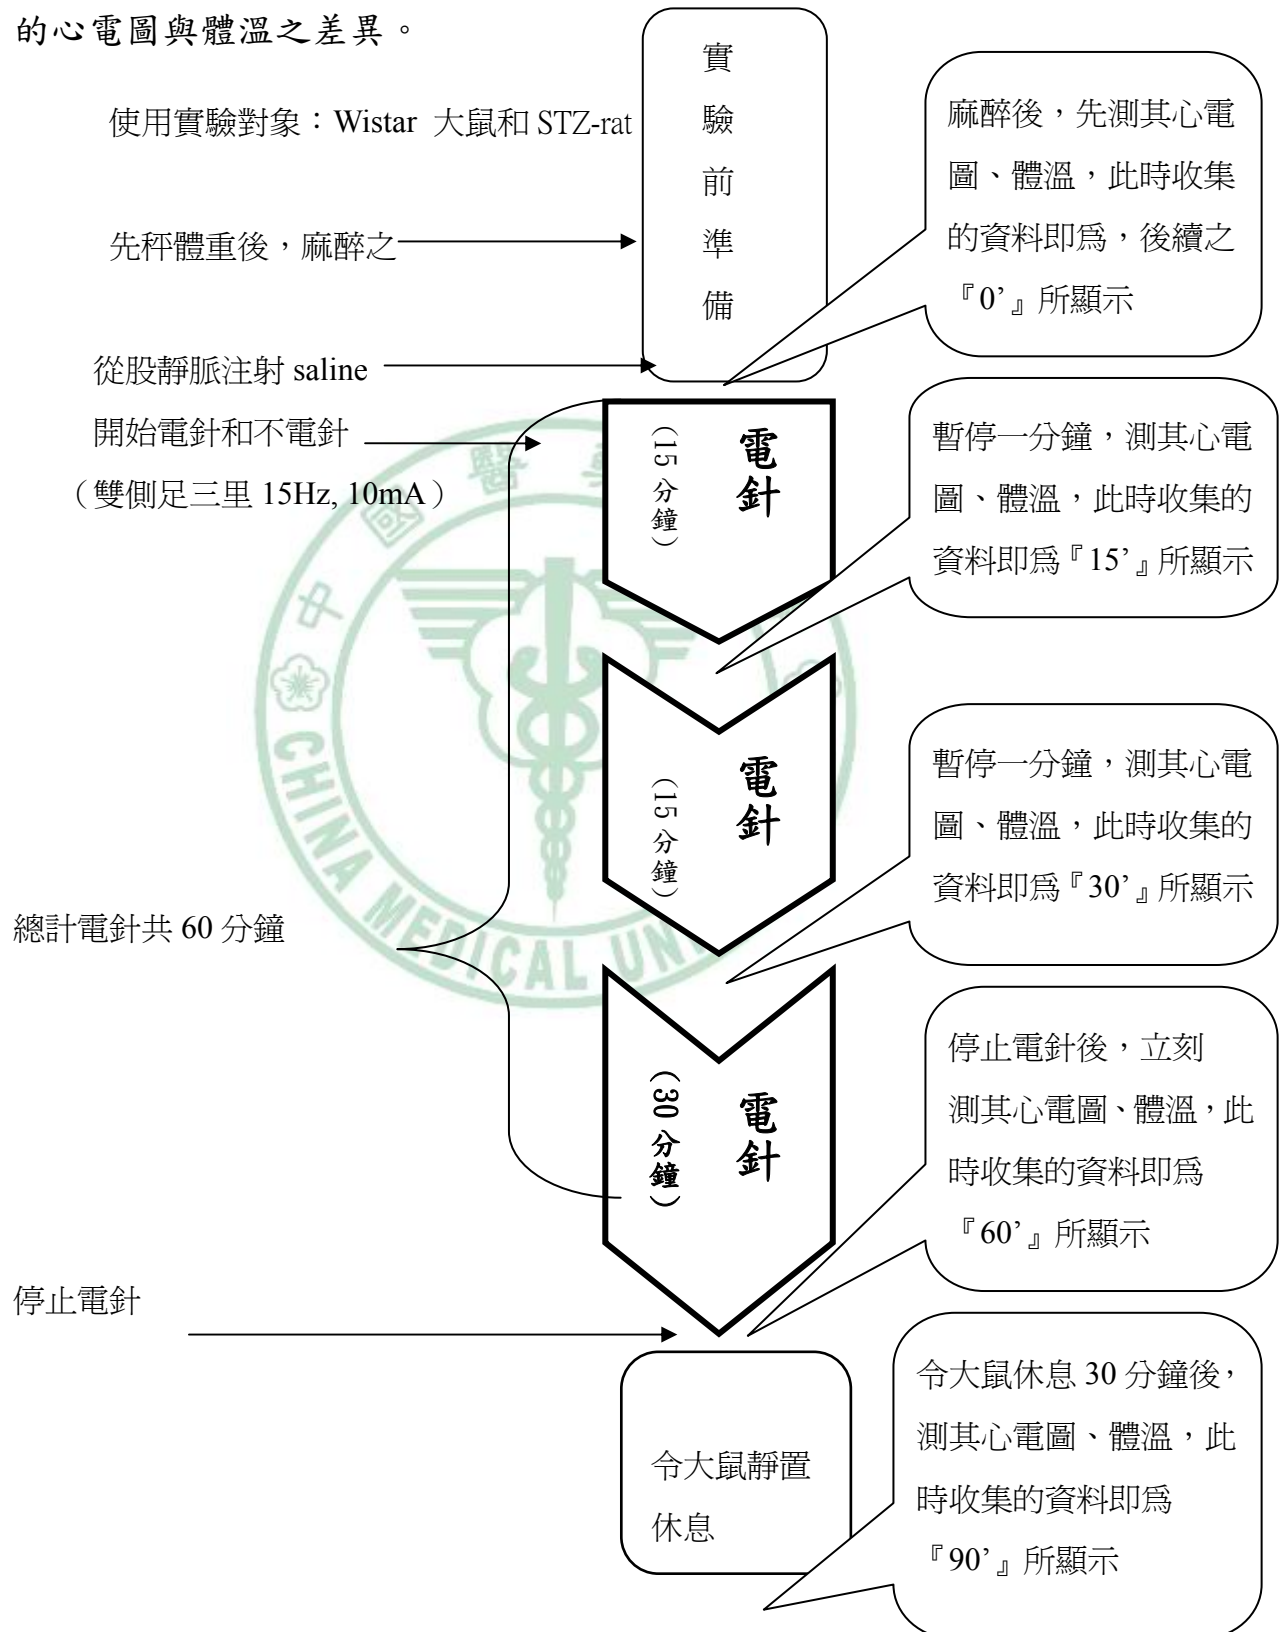 的心電圖與體溫之差異。
使用實驗對象：Wistar 大鼠和 STZ-rat
先秤體重後，麻醉之
從股靜脈注射 saline
開始電針和不電針
（雙側足三里 15Hz, 10mA）
實
驗
前
準
備
麻醉後，先測其心電
圖、體溫，此時收集
的資料即爲，後續之
『0’』所顯示
電針
(15 分鐘)
暫停一分鐘，測其心電
圖、體溫，此時收集的
資料即爲『15’』所顯示
電針
(15 分鐘)
暫停一分鐘，測其心電
圖、體溫，此時收集的
資料即爲『30’』所顯示
總計電針共 60 分鐘
電針
(30 分鐘)
停止電針後，立刻
測其心電圖、體溫，此
時收集的資料即爲
『60’』所顯示
停止電針
令大鼠靜置
休息
令大鼠休息 30 分鐘後，
測其心電圖、體溫，此
時收集的資料即爲
『90’』所顯示
中國醫
CHINA MEDICAL UN